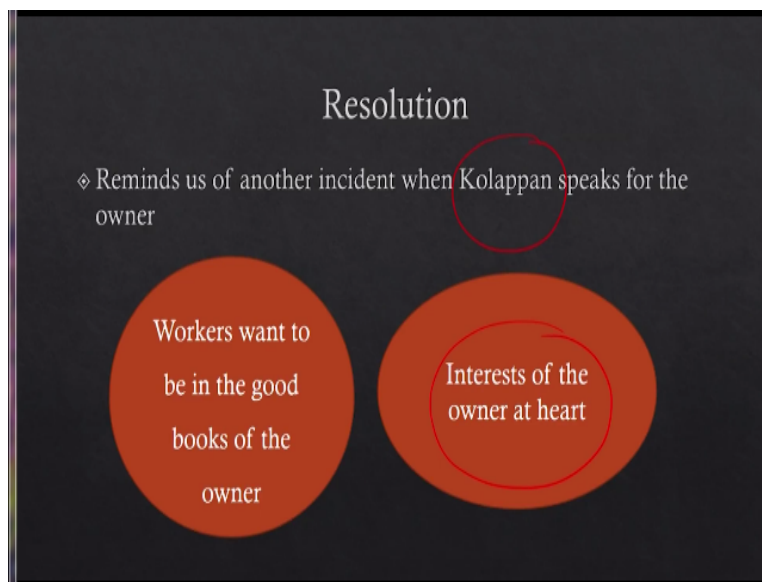 Resolution
Reminds us of another incident when Kolappan speaks for the
owner
Workers want to
be in the good
books of the
owner
Interests of the
owner at heart